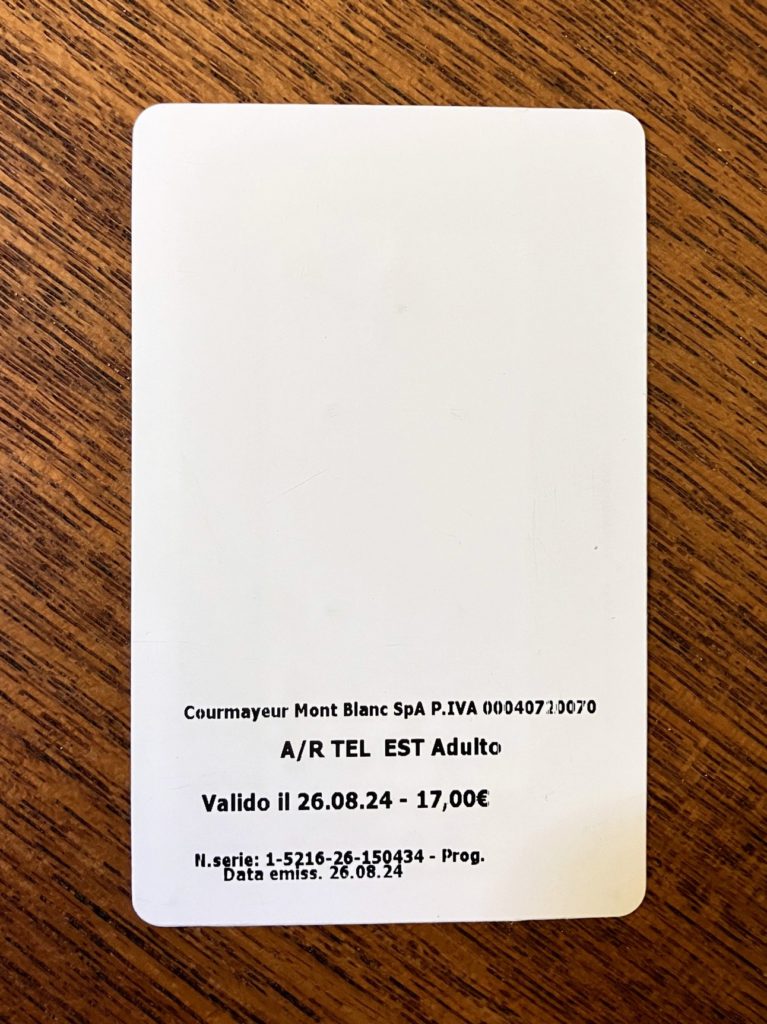 Courmayeur Mont Blanc SpA P.IVA 00040720070
A/R TEL EST Adulto
Valido il 26.08.24 - 17,00€
N.serie: 1-5216-26-150434 - Prog.
Data emiss. 26.08.24